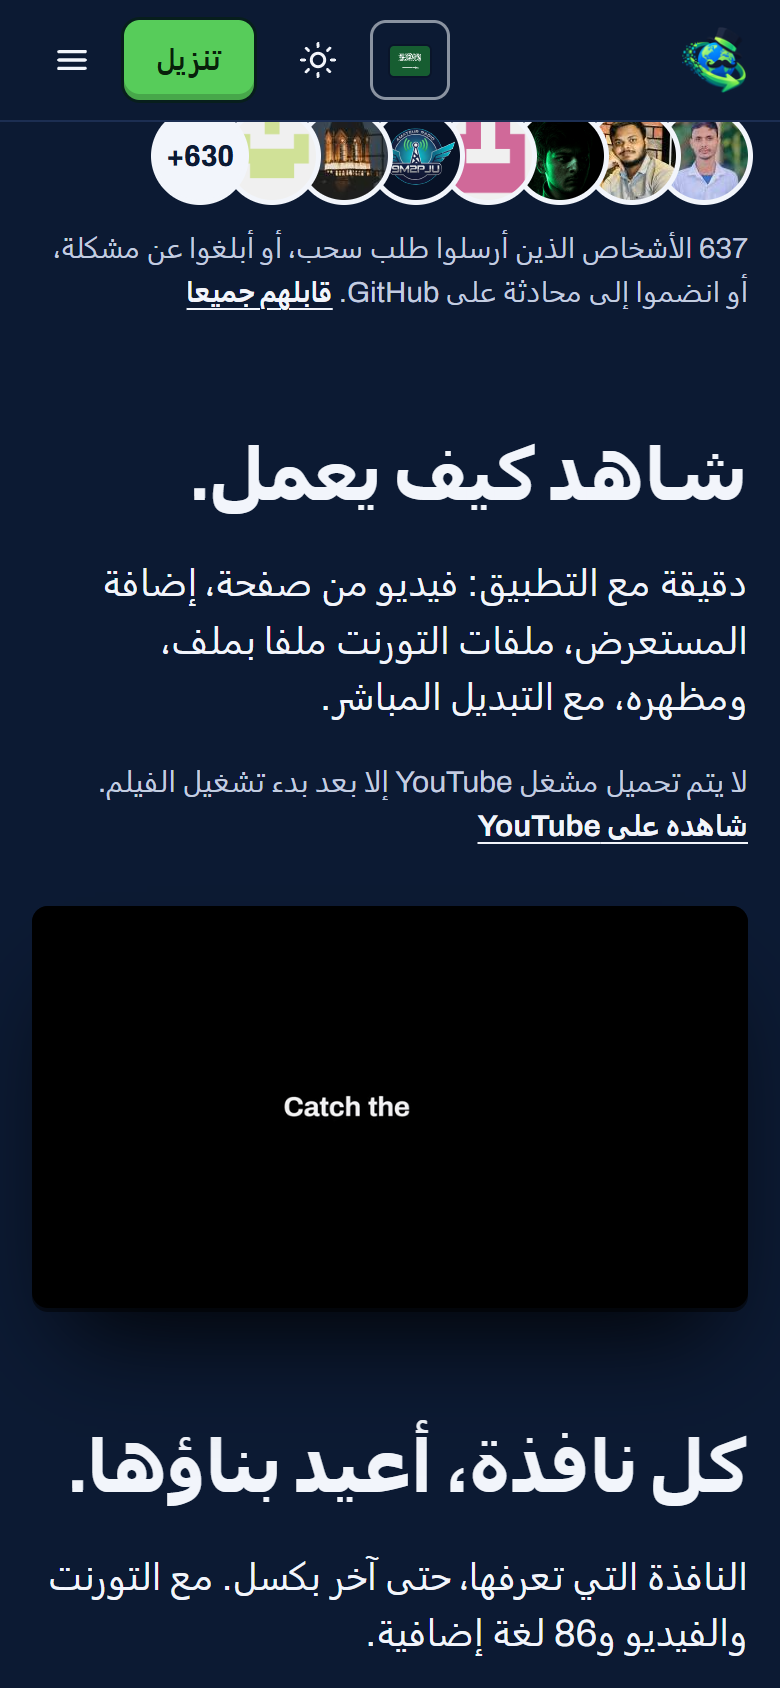 تنزيل
+630
9M2PJU
637 الأشخاص الذين أرسلوا طلب سحب، أو أبلغوا عن مشكلة،
أو انضموا إلى محادثة على GitHub. قابلهم جميعا
شاهد كيف يعمل.
دقيقة مع التطبيق: فيديو من صفحة، إضافة
المستعرض، ملفات التورنت ملفا بملف،
ومظهره، مع التبديل المباشر.
لا يتم تحميل مشغل YouTube إلا بعد بدء تشغيل الفيلم.
شاهده على YouTube
Catch the
كل نافذة، أعيد بناؤها.
النافذة التي تعرفها، حتى آخر بكسل. مع التورنت
والفيديو و86 لغة إضافية.